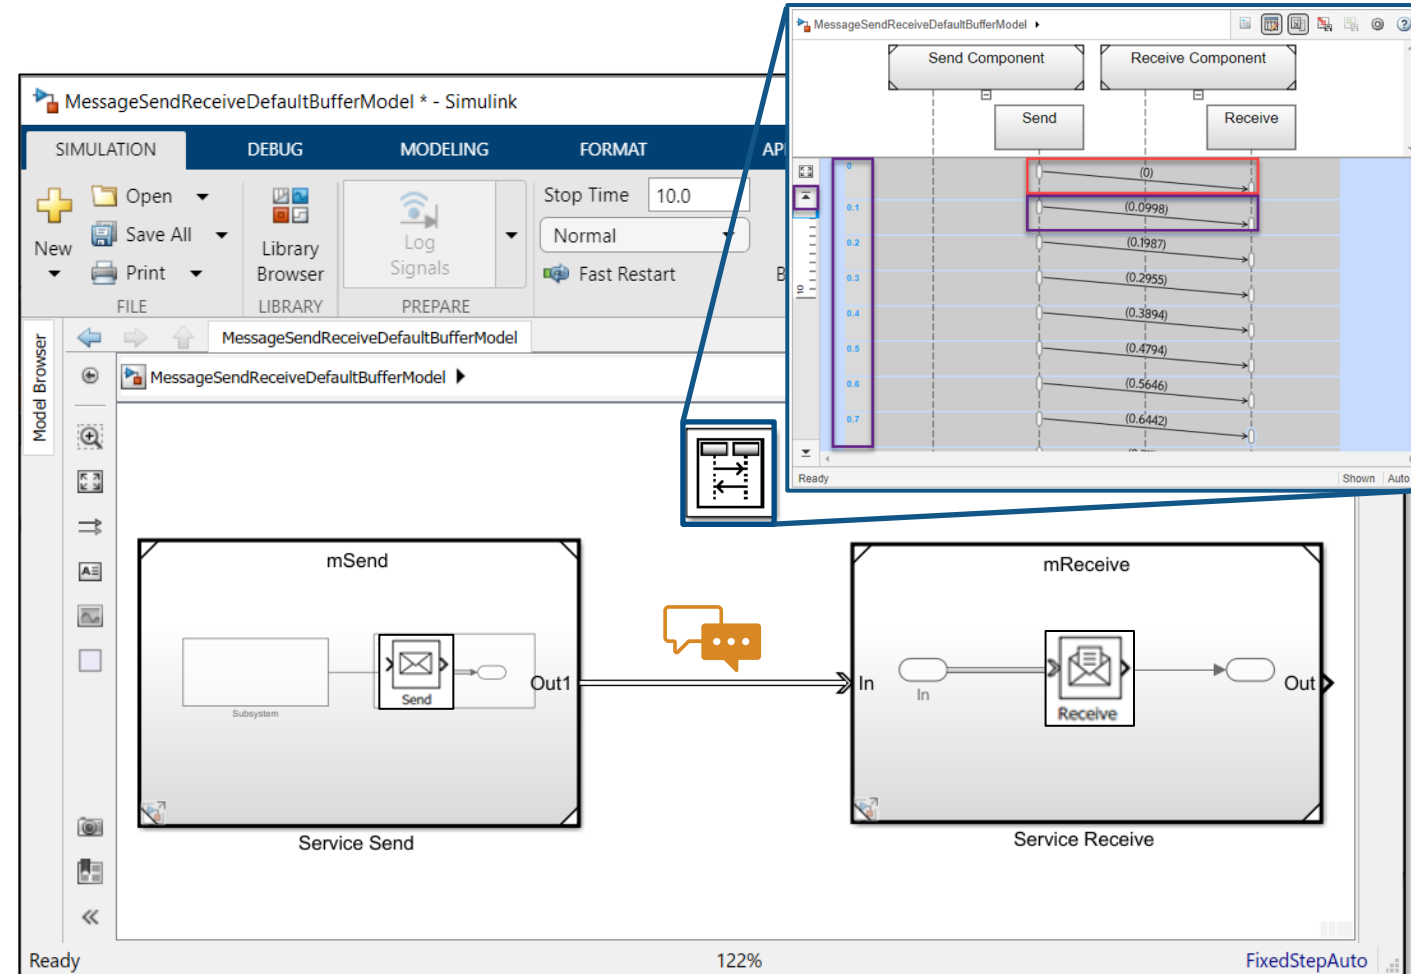 MessageSendReceiveDefaultBufferModel
Send Component
Receive Component
Send
Receive
0
(0)
0.1
(0.0998)
0.2
(0.1987)
0.3
(0.2955)
0.4
(0.3894)
0.5
(0.4794)
0.6
(0.5646)
0.7
(0.6442)
10
Ready
Shown
Auto
MessageSendReceiveDefaultBufferModel * - Simulink
SIMULATION
DEBUG
MODELING
FORMAT
AP
New
Open
Save All
Print
FILE
Library
Browser
LIBRARY
Log
Signals
PREPARE
Stop Time 10.0
Normal
Fast Restart
B
Model Browser
MessageSendReceiveDefaultBufferModel
MessageSendReceiveDefaultBufferModel
mSend
Subsystem
Send
Out1
Service Send
mReceive
In
In
Receive
Out
Service Receive
Ready
122%
FixedStepAuto